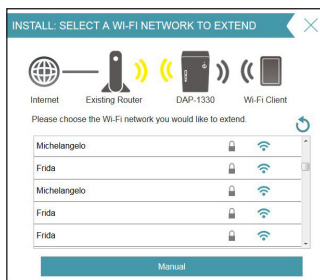 INSTALL: SELECT A WI-FI NETWORK TO EXTEND
Internet Existing Router DAP-1330 Wi-Fi Client
Please choose the Wi-Fi network you would like to extend.
Michelangelo
Frida
Michelangelo
Frida
Frida
Manual